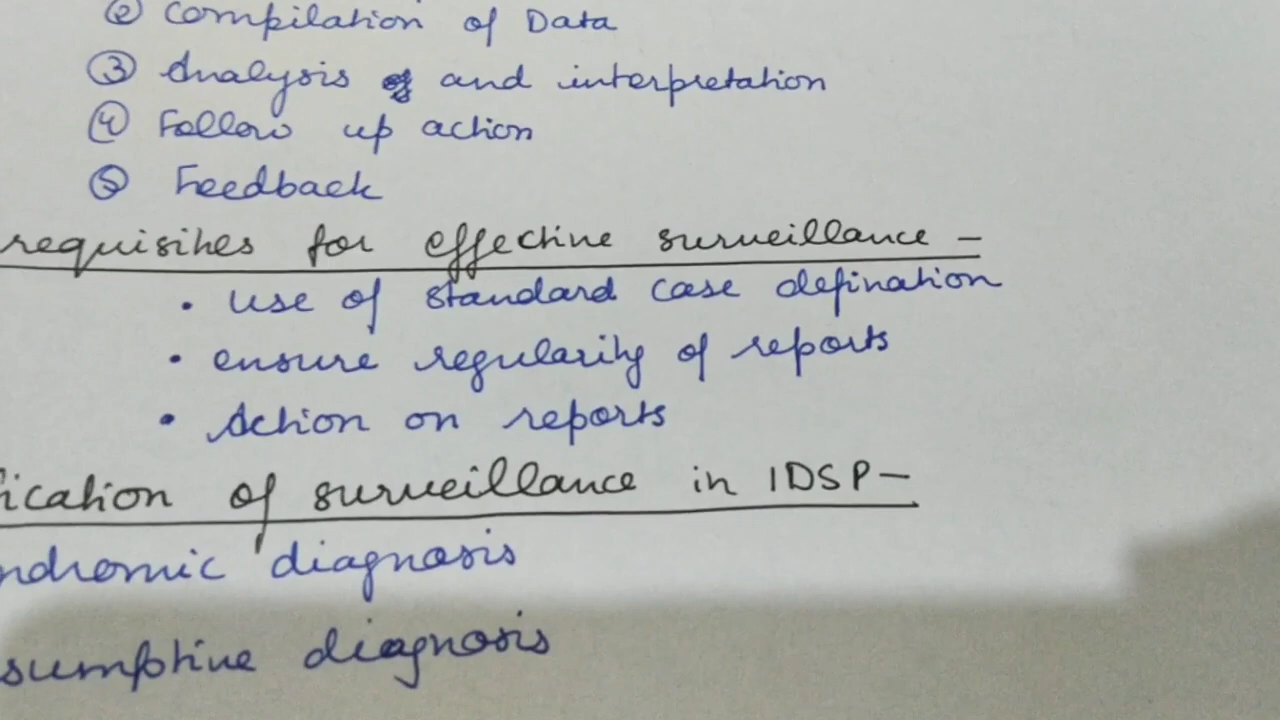 ② Compilation of Data
③ Analysis of and interpretation
④ Follow up action
⑤ Feedback
requisites for effective surveillance -
• use of standard case defination
• ensure regularity of reports
• Action on reports
ication of surveillance in IDSP-
ndromic diagnosis
sumptive diagnosis